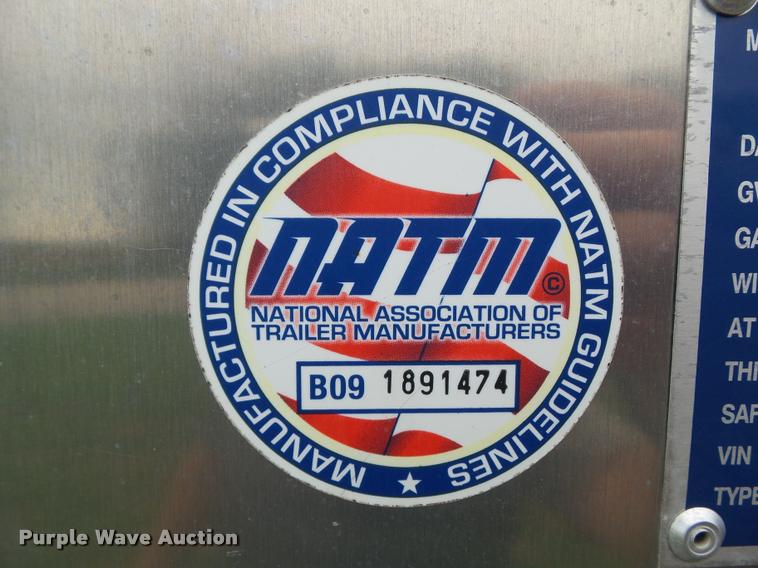 MANUFACTURED IN COMPLIANCE WITH NATM GUIDELINES ★
NATM ©
NATIONAL ASSOCIATION OF
TRAILER MANUFACTURERS
B09 1891474
M
DA
GV
GA
WI
AT
THI
SAF
VIN
TYPE
Purple Wave Auction